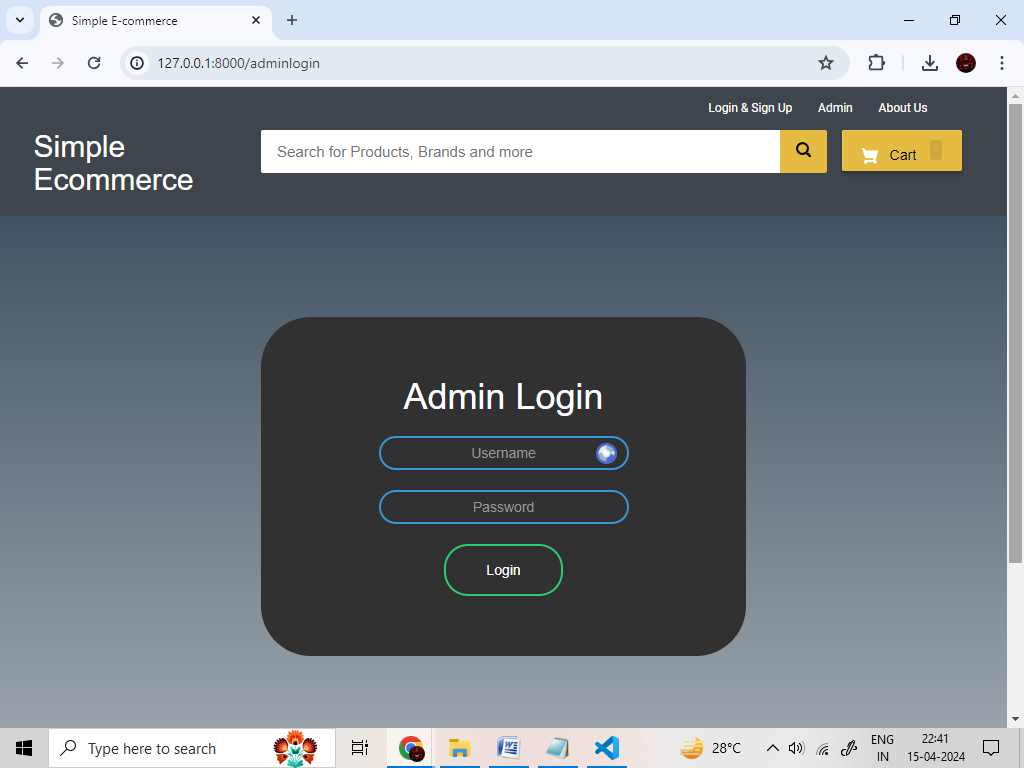 Simple E-commerce
127.0.0.1:8000/adminlogin
Login & Sign Up Admin About Us
Simple
Ecommerce
Search for Products, Brands and more
Cart
Admin Login
Username
Password
Login
Type here to search
28°C
ENG
IN
22:41
15-04-2024